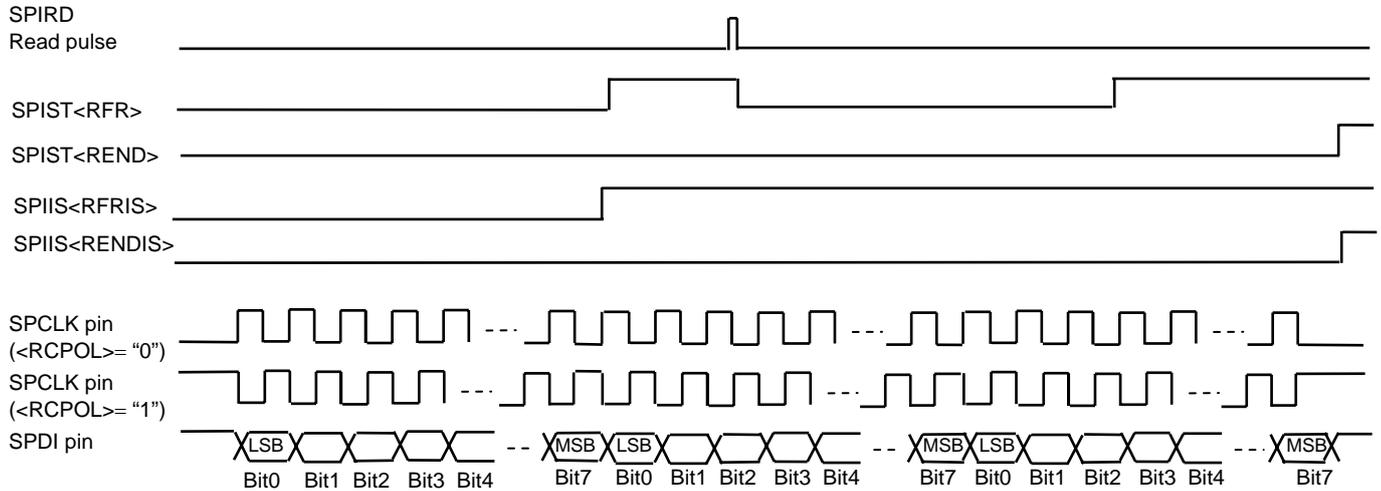 SPIRD
Read pulse
SPIST<RFR>
SPIST<REND>
SPIIS<RFRIS>
SPIIS<RENDIS>
SPCLK pin
(<RCPOL>= “0”)
SPCLK pin
(<RCPOL>= “1”)
SPDI pin
LSB MSB LSB MSB LSB MSB
Bit0 Bit1 Bit2 Bit3 Bit4 Bit7 Bit0 Bit1 Bit2 Bit3 Bit4 Bit7 Bit0 Bit1 Bit2 Bit3 Bit4 Bit7